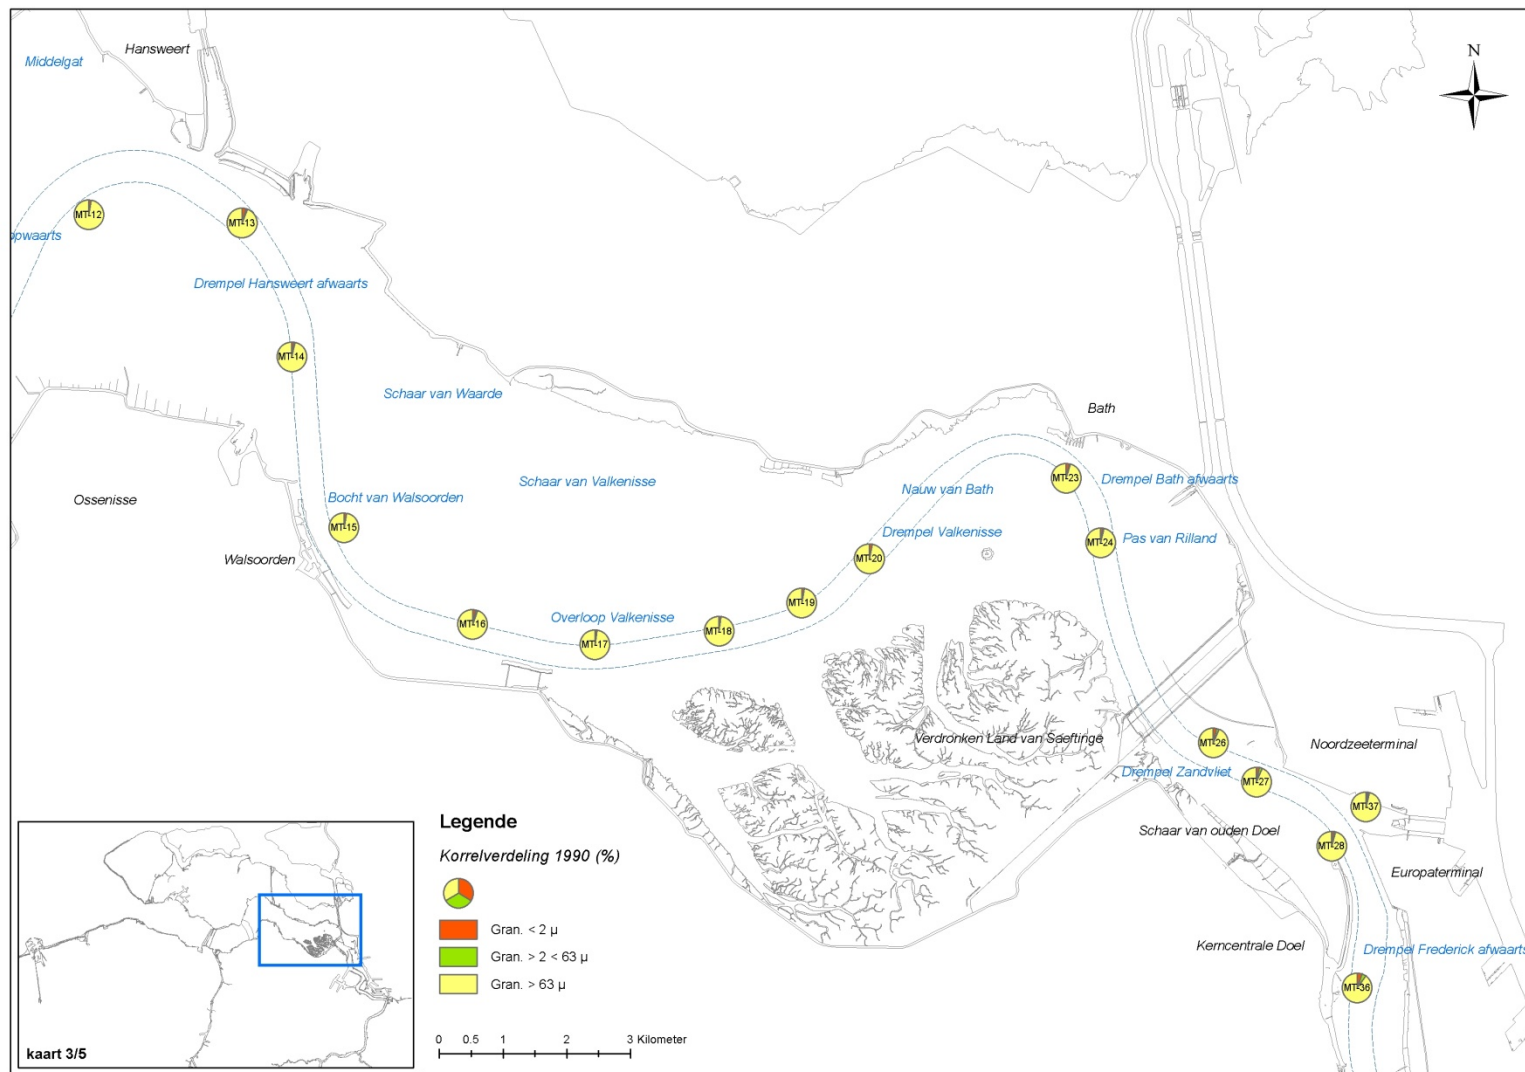 Hansweert
Middelgat
N
MT-12
MT-13
opwaarts
Drempel Hansweert afwaarts
MT-14
Schaar van Waarde
Bath
Ossenisse
Schaar van Valkenisse
Nauw van Bath
MT-23
Drempel Bath afwaarts
Bocht van Walsoorden
MT-15
Drempel Valkenisse
MT-24
Pas van Rilland
Walsoorden
MT-20
MT-19
MT-16
Overloop Valkenisse
MT-18
MT-17
Verdronken Land van Saeftinge
MT-26
Noordzeeterminal
Drempel Zandvliet
MT-27
MT-37
Schaar van ouden Doel
MT-28
Europaterminal
Kerncentrale Doel
Drempel Frederick afwaarts
MT-36
Legende
Korrelverdeling 1990 (%)
Gran. < 2 µ
Gran. > 2 < 63 µ
Gran. > 63 µ
0 0.5 1 2 3 Kilometer
kaart 3/5